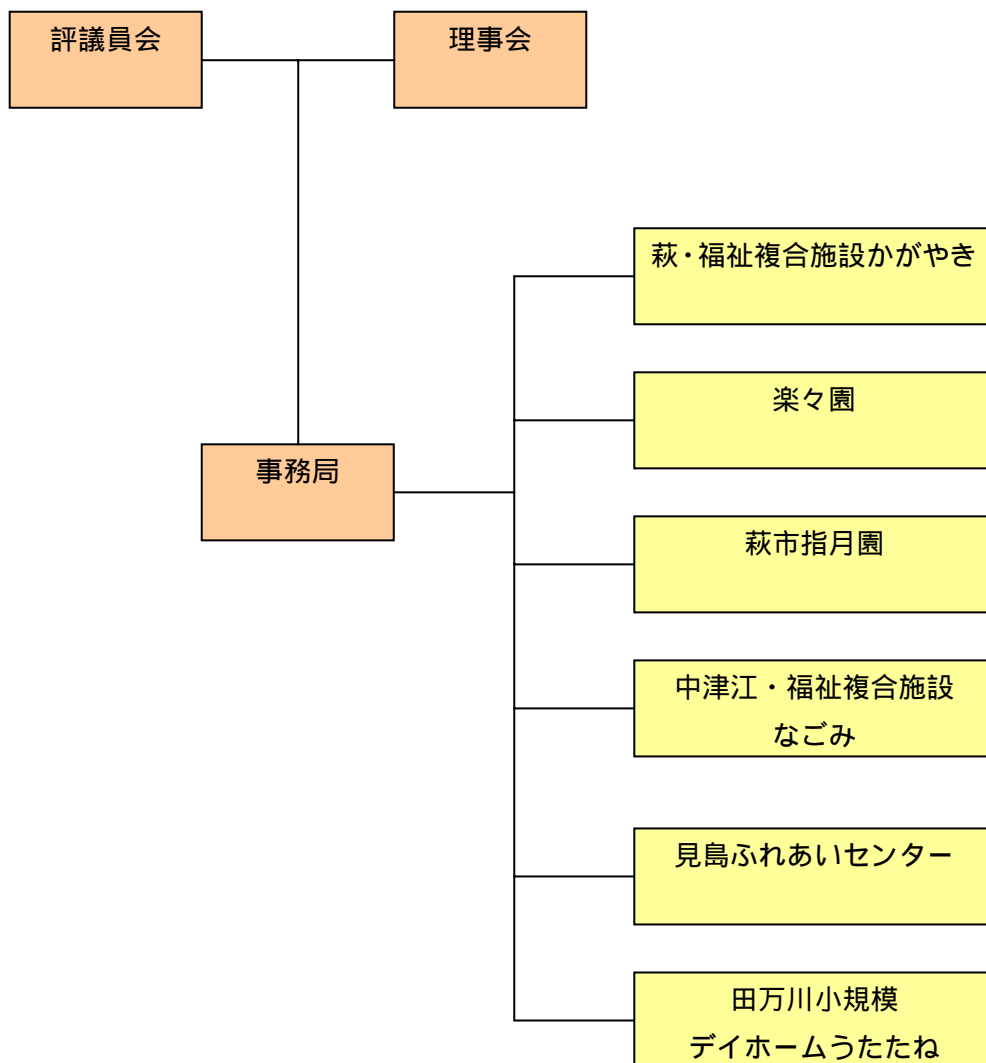 評議員会
理事会
萩・福祉複合施設かがやき
楽々園
事務局
萩市指月園
中津江・福祉複合施設
なごみ
見島ふれあいセンター
田万川小規模
デイホームうたたね